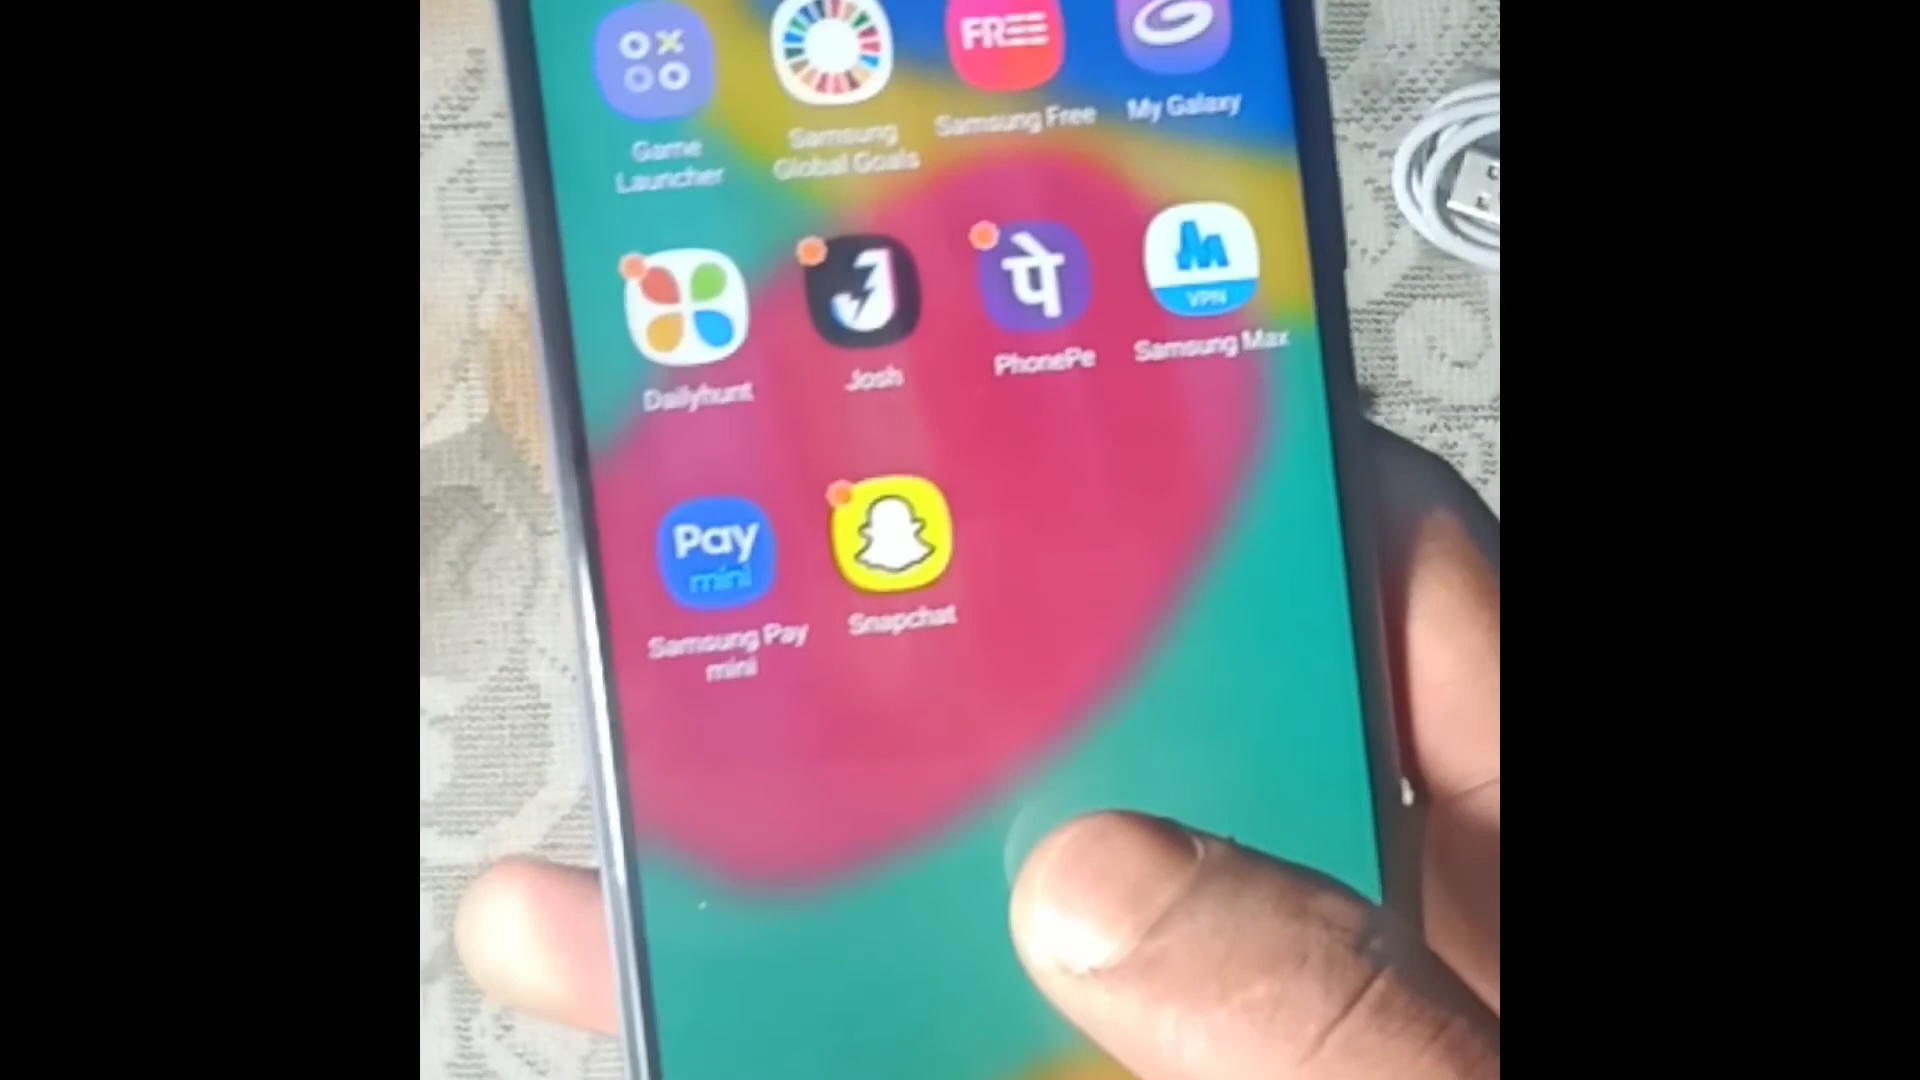 FREE
Game
Launcher
Samsung
Global Goals
Samsung Free
My Galaxy
पे
VPN
Dailyhunt
Josh
PhonePe
Samsung Max
Pay
mini
Samsung Pay
mini
Snapchat